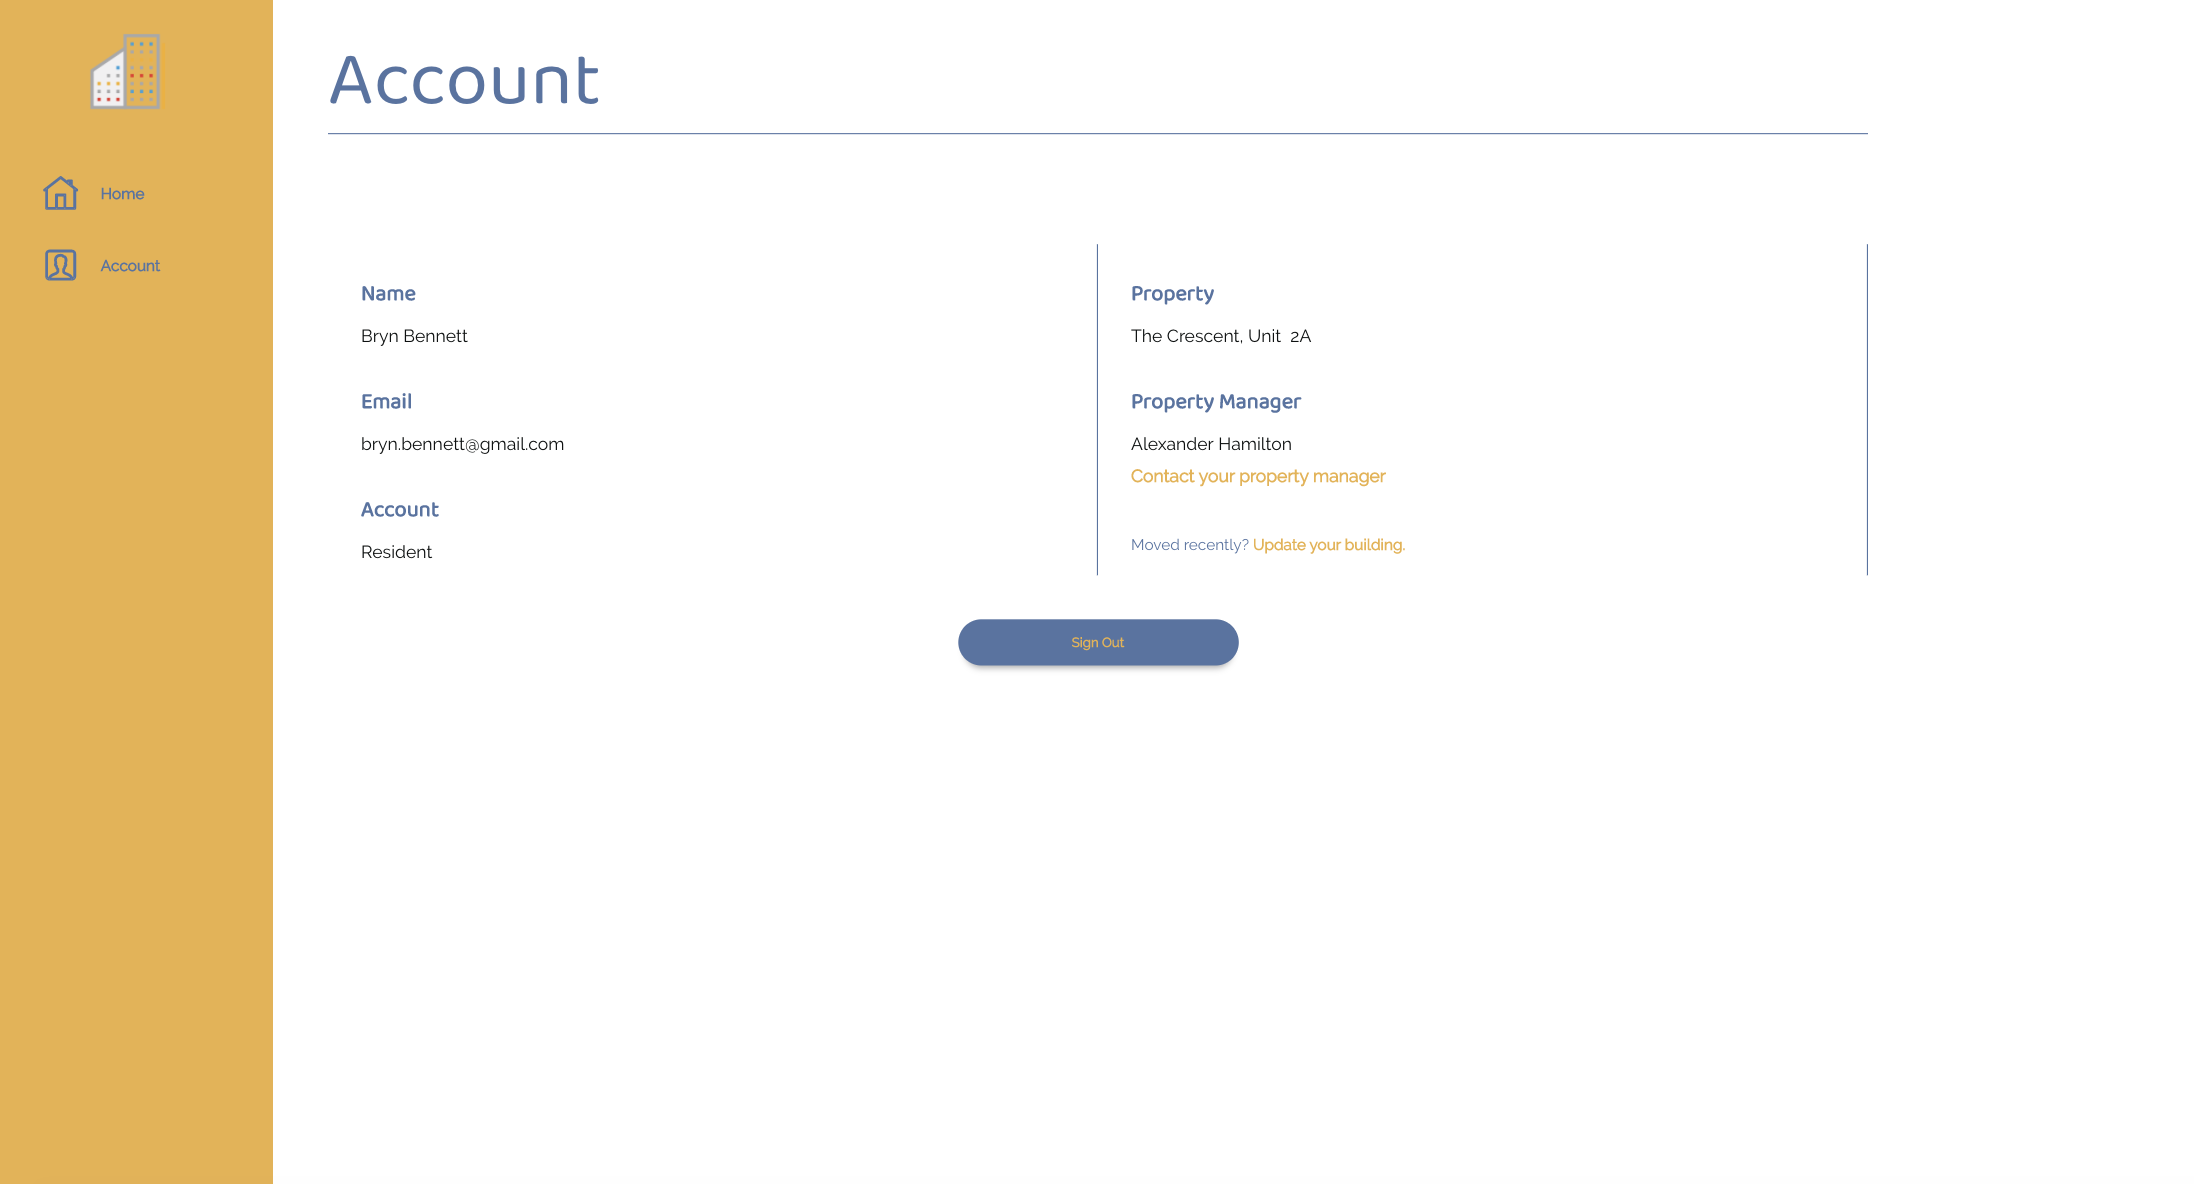 Account
Home
Account
Name
Bryn Bennett
Email
bryn.bennett@gmail.com
Account
Resident
Property
The Crescent, Unit  2A
Property Manager
Alexander Hamilton
Contact your property manager
Moved recently? Update your building.
Sign Out